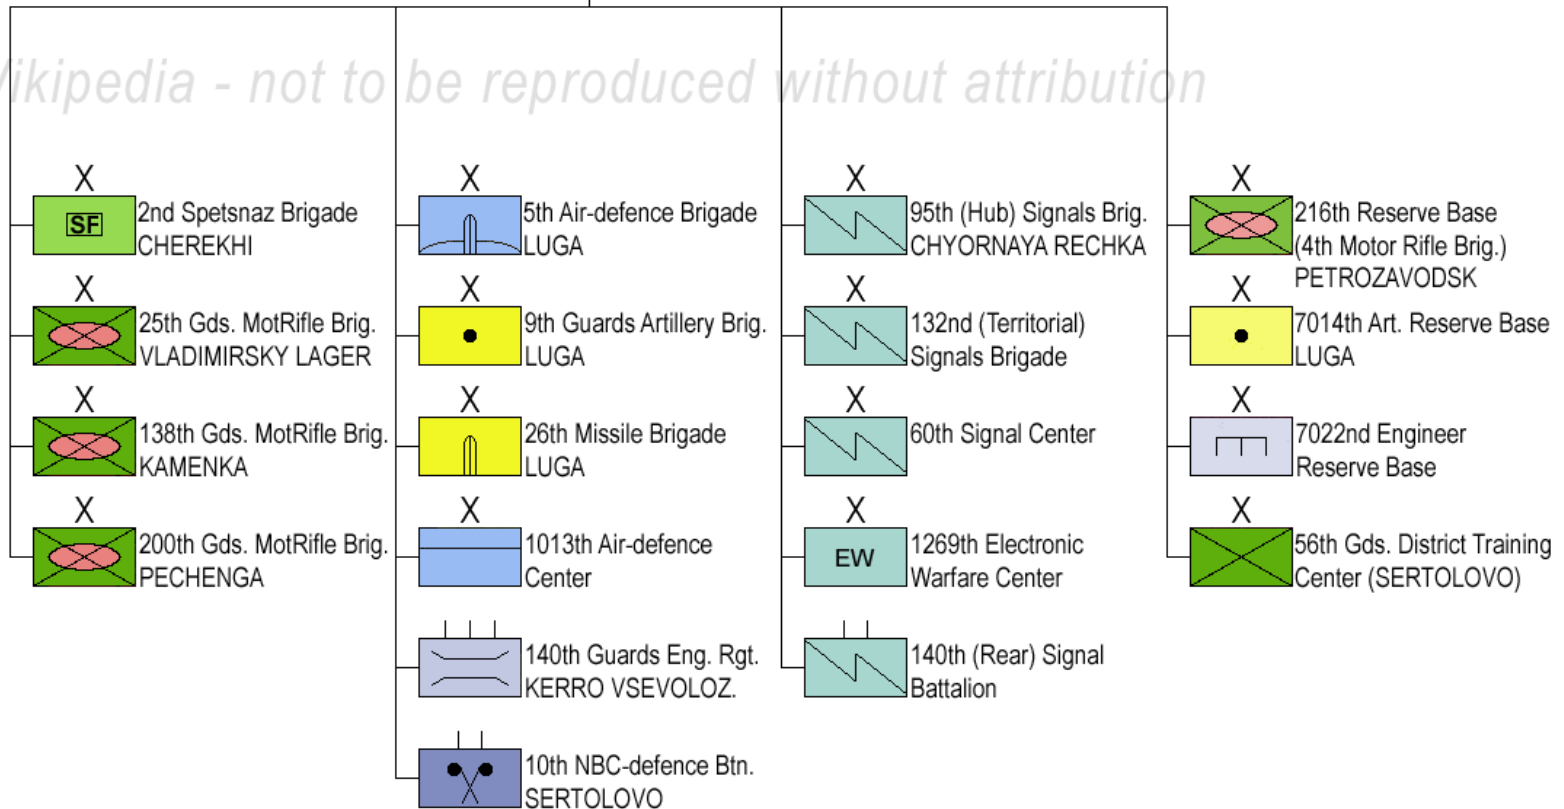 Vikipedia - not to be reproduced without attribution
X
SF
2nd Spetsnaz Brigade
CHEREKHI
X
25th Gds. MotRifle Brig.
VLADIMIRSKY LAGER
X
138th Gds. MotRifle Brig.
KAMENKA
X
200th Gds. MotRifle Brig.
PECHENGA
X
5th Air-defence Brigade
LUGA
X
9th Guards Artillery Brig.
LUGA
X
26th Missile Brigade
LUGA
X
1013th Air-defence
Center
140th Guards Eng. Rgt.
KERRO VSEVOLOZ.
10th NBC-defence Btn.
SERTOLOVO
X
95th (Hub) Signals Brig.
CHYORNAYA RECHKA
X
132nd (Territorial)
Signals Brigade
X
60th Signal Center
X
EW
1269th Electronic
Warfare Center
140th (Rear) Signal
Battalion
X
216th Reserve Base
(4th Motor Rifle Brig.)
PETROZAVODSK
X
7014th Art. Reserve Base
LUGA
X
7022nd Engineer
Reserve Base
X
56th Gds. District Training
Center (SERTOLOVO)